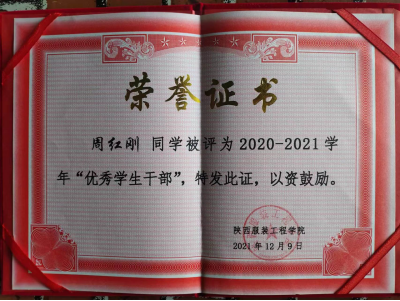 荣誉证书
周红刚 同学被评为2020-2021学
年“优秀学生干部”，特发此证，以资鼓励。
陕西服装工程学院
2021年12月9日